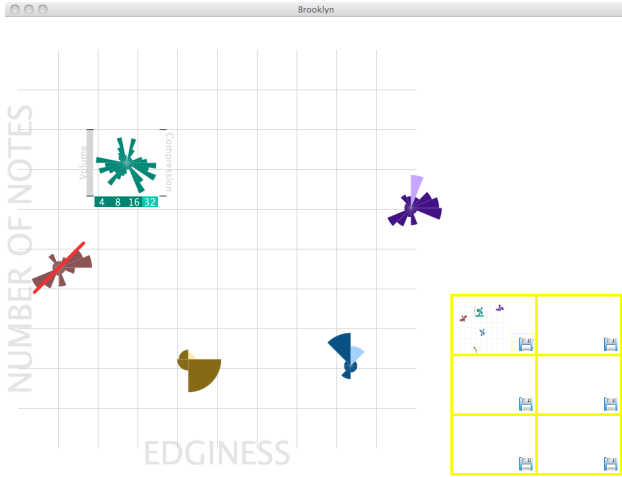 Brooklyn
NUMBER OF NOTES
Volume
Compression
4 8 16 32
EDGINESS